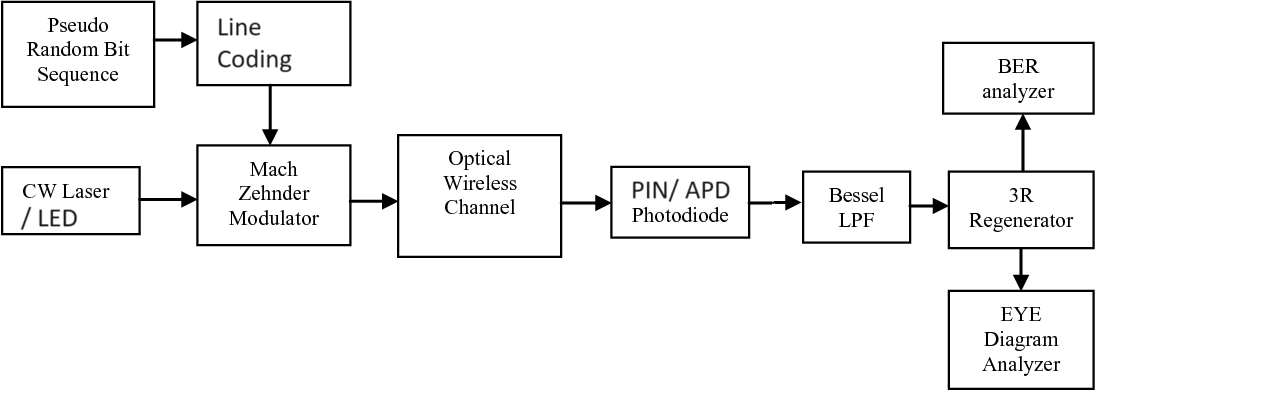 Pseudo
Random Bit
Sequence
Line
Coding
CW Laser
/ LED
Mach
Zehnder
Modulator
Optical
Wireless
Channel
PIN/ APD
Photodiode
Bessel
LPF
3R
Regenerator
BER
analyzer
EYE
Diagram
Analyzer